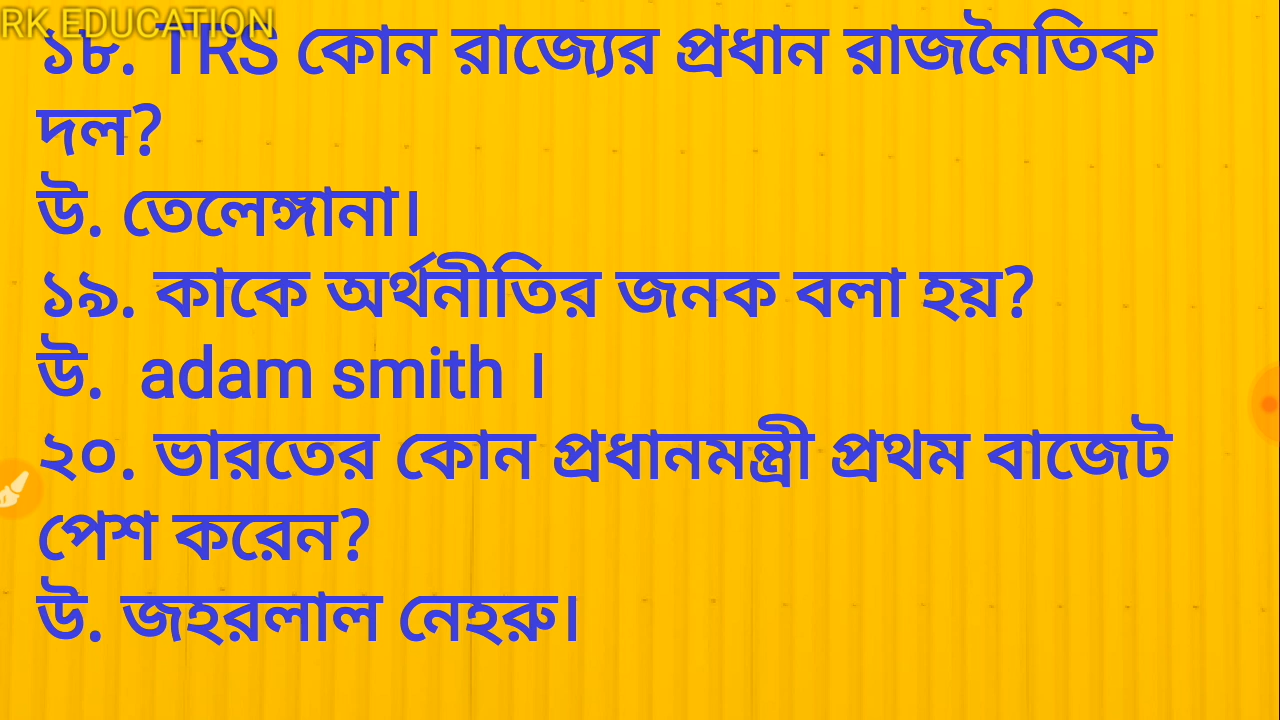 RK EDUCATION
১৮. TRS কোন রাজ্যের প্রধান রাজনৈতিক
দল?
উ. তেলেঙ্গানা।
১৯. কাকে অর্থনীতির জনক বলা হয়?
উ. adam smith ।
২০. ভারতের কোন প্রধানমন্ত্রী প্রথম বাজেট
পেশ করেন?
উ. জহরলাল নেহরু।